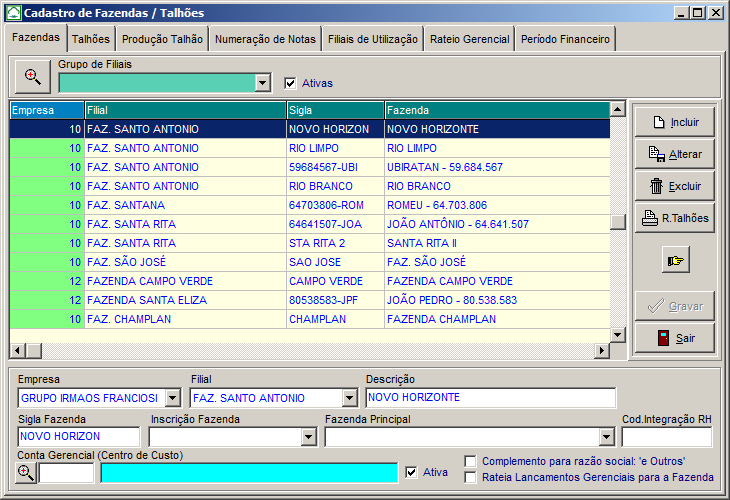 Cadastro de Fazendas / Talhões
Fazendas Talhões Produção Talhão Numeração de Notas Filiais de Utilização Rateio Gerencial Período Financeiro
Grupo de Filiais
Ativas
Empresa Filial Sigla Fazenda
10 FAZ. SANTO ANTONIO NOVO HORIZON NOVO HORIZONTE
10 FAZ. SANTO ANTONIO RIO LIMPO RIO LIMPO
10 FAZ. SANTO ANTONIO 59684567-UBI UBIRATAN - 59.684.567
10 FAZ. SANTO ANTONIO RIO BRANCO RIO BRANCO
10 FAZ. SANTANA 64703806-ROM ROMEU - 64.703.806
10 FAZ. SANTA RITA 64641507-JOA JOÃO ANTÔNIO - 64.641.507
10 FAZ. SANTA RITA STA RITA 2 SANTA RITA II
10 FAZ. SÃO JOSÉ SAO JOSE FAZ. SÃO JOSÉ
12 FAZENDA CAMPO VERDE CAMPO VERDE FAZENDA CAMPO VERDE
12 FAZENDA SANTA ELIZA 80538583-JPF JOÃO PEDRO - 80.538.583
10 FAZ. CHAMPLAN CHAMPLAN FAZENDA CHAMPLAN
Incluir
Alterar
Excluir
R.Talhões
Gravar
Sair
Empresa Filial Descrição
GRUPO IRMAOS FRANCIOSI FAZ. SANTO ANTONIO NOVO HORIZONTE
Sigla Fazenda Inscrição Fazenda Fazenda Principal Cod.Integração RH
NOVO HORIZON
Conta Gerencial (Centro de Custo)
Ativa
Complemento para razão social: 'e Outros'
Rateia Lancamentos Gerenciais para a Fazenda